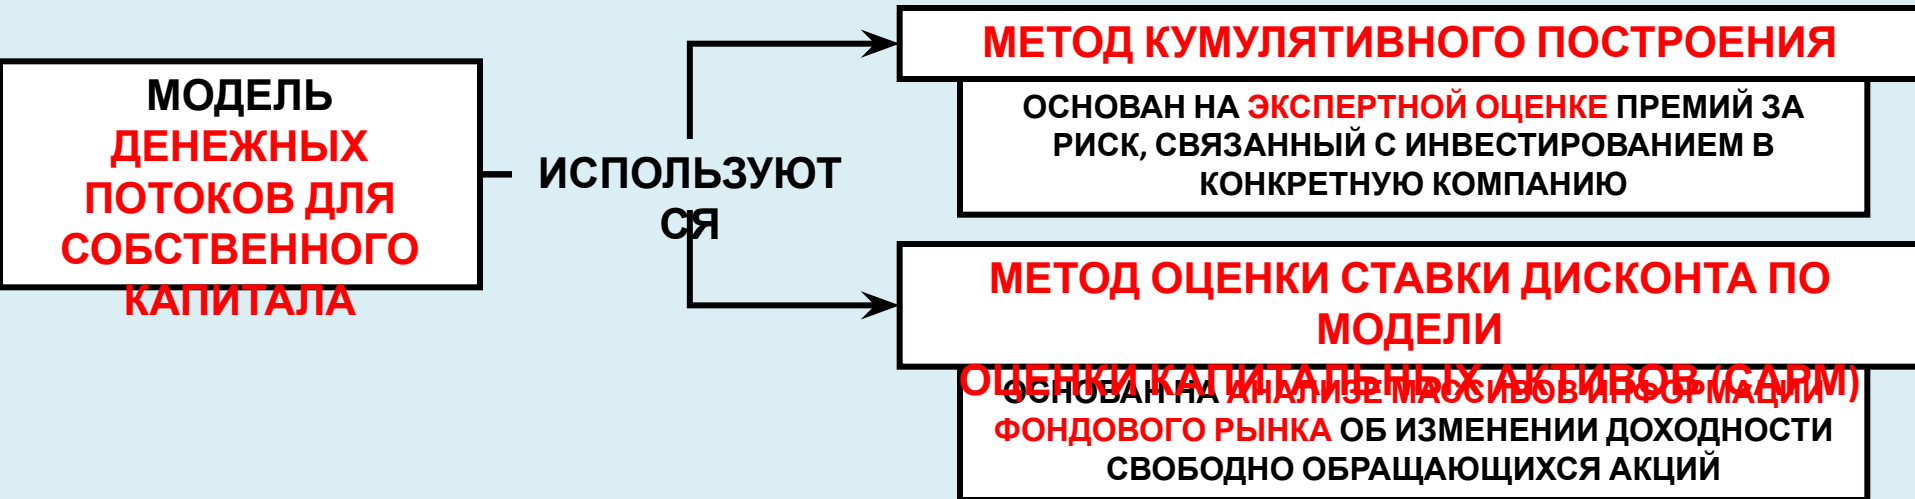 МОДЕЛЬ
ДЕНЕЖНЫХ
ПОТОКОВ ДЛЯ
СОБСТВЕННОГО
КАПИТАЛА
ИСПОЛЬЗУЮТ
СЯ
МЕТОД КУМУЛЯТИВНОГО ПОСТРОЕНИЯ
ОСНОВАН НА ЭКСПЕРТНОЙ ОЦЕНКЕ ПРЕМИЙ ЗА
РИСК, СВЯЗАННЫЙ С ИНВЕСТИРОВАНИЕМ В
КОНКРЕТНУЮ КОМПАНИЮ
МЕТОД ОЦЕНКИ СТАВКИ ДИСКОНТА ПО
МОДЕЛИ
ОЦЕНКИ КАПИТАЛЬНЫХ АКТИВОВ (САРМ)
ОСНОВАН НА АНАЛИЗЕ МАССИВОВ ИНФОРМАЦИИ
ФОНДОВОГО РЫНКА ОБ ИЗМЕНЕНИИ ДОХОДНОСТИ
СВОБОДНО ОБРАЩАЮЩИХСЯ АКЦИЙ